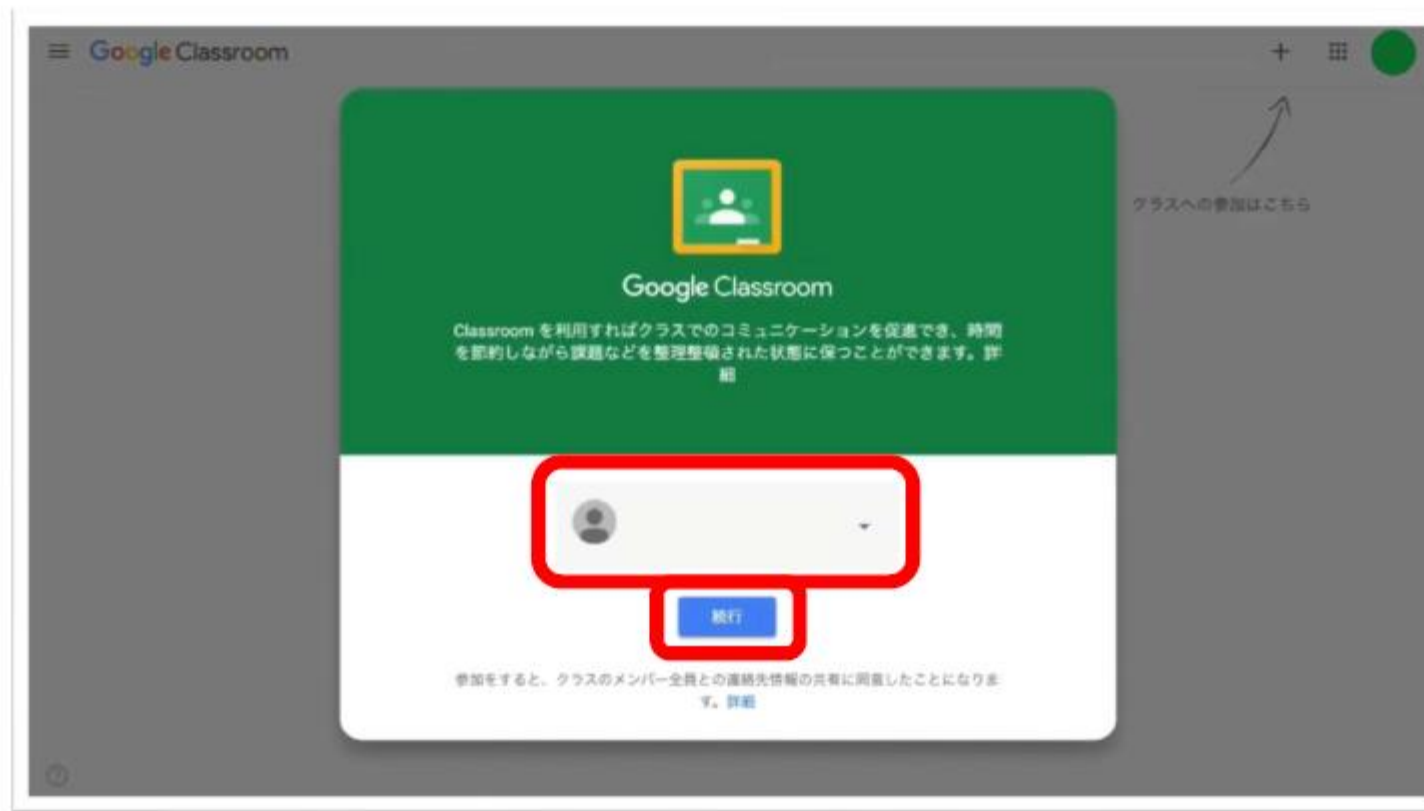 Google Classroom
クラスへの参加はこちら
Google Classroom
Classroom を利用すればクラスでのコミュニケーションを促進でき、時間
を節約しながら課題などを整理整頓された状態に保つことができます。詳
細
続行
参加をすると、クラスのメンバー全員との連絡先情報の共有に同意したことになりま
す。詳細